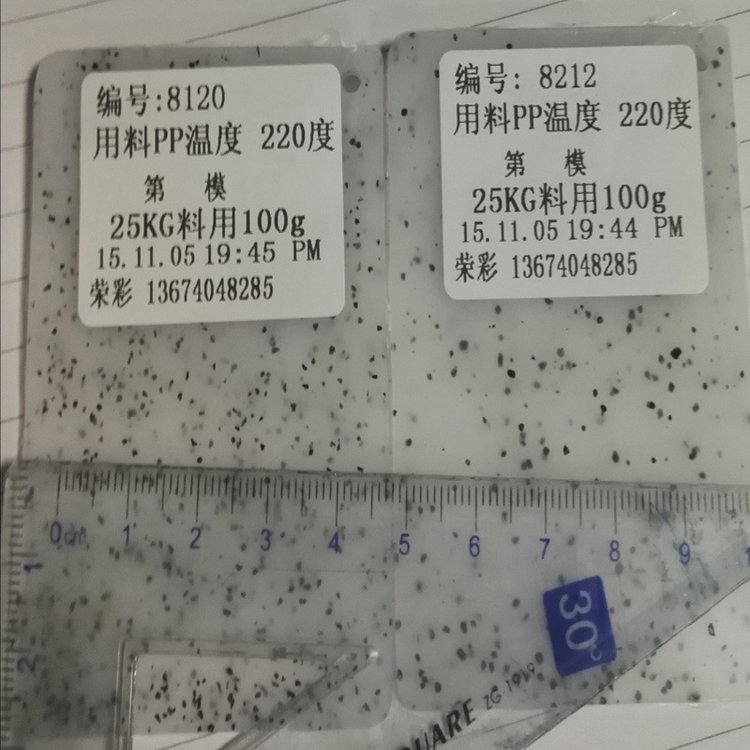 编号:8120
用料PP温度 220度
第 模
25KG料用100g
15.11.05 19:45 PM
荣彩 13674048285
编号: 8212
用料PP温度 220度
第 模
25KG料用100g
15.11.05 19:44 PM
荣彩 13674048285
0cm 1 2 3 4 5 6 7 8 9 1
1
2
30°